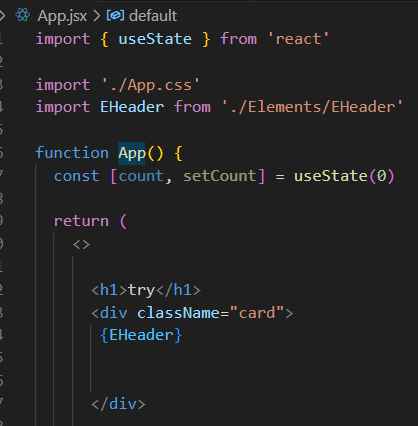 App.jsx > default
import { useState } from 'react'
import './App.css'
import EHeader from './Elements/EHeader'
function App() {
const [count, setCount] = useState(0)
return (
<>
<h1>try</h1>
<div className="card">
{EHeader}
</div>